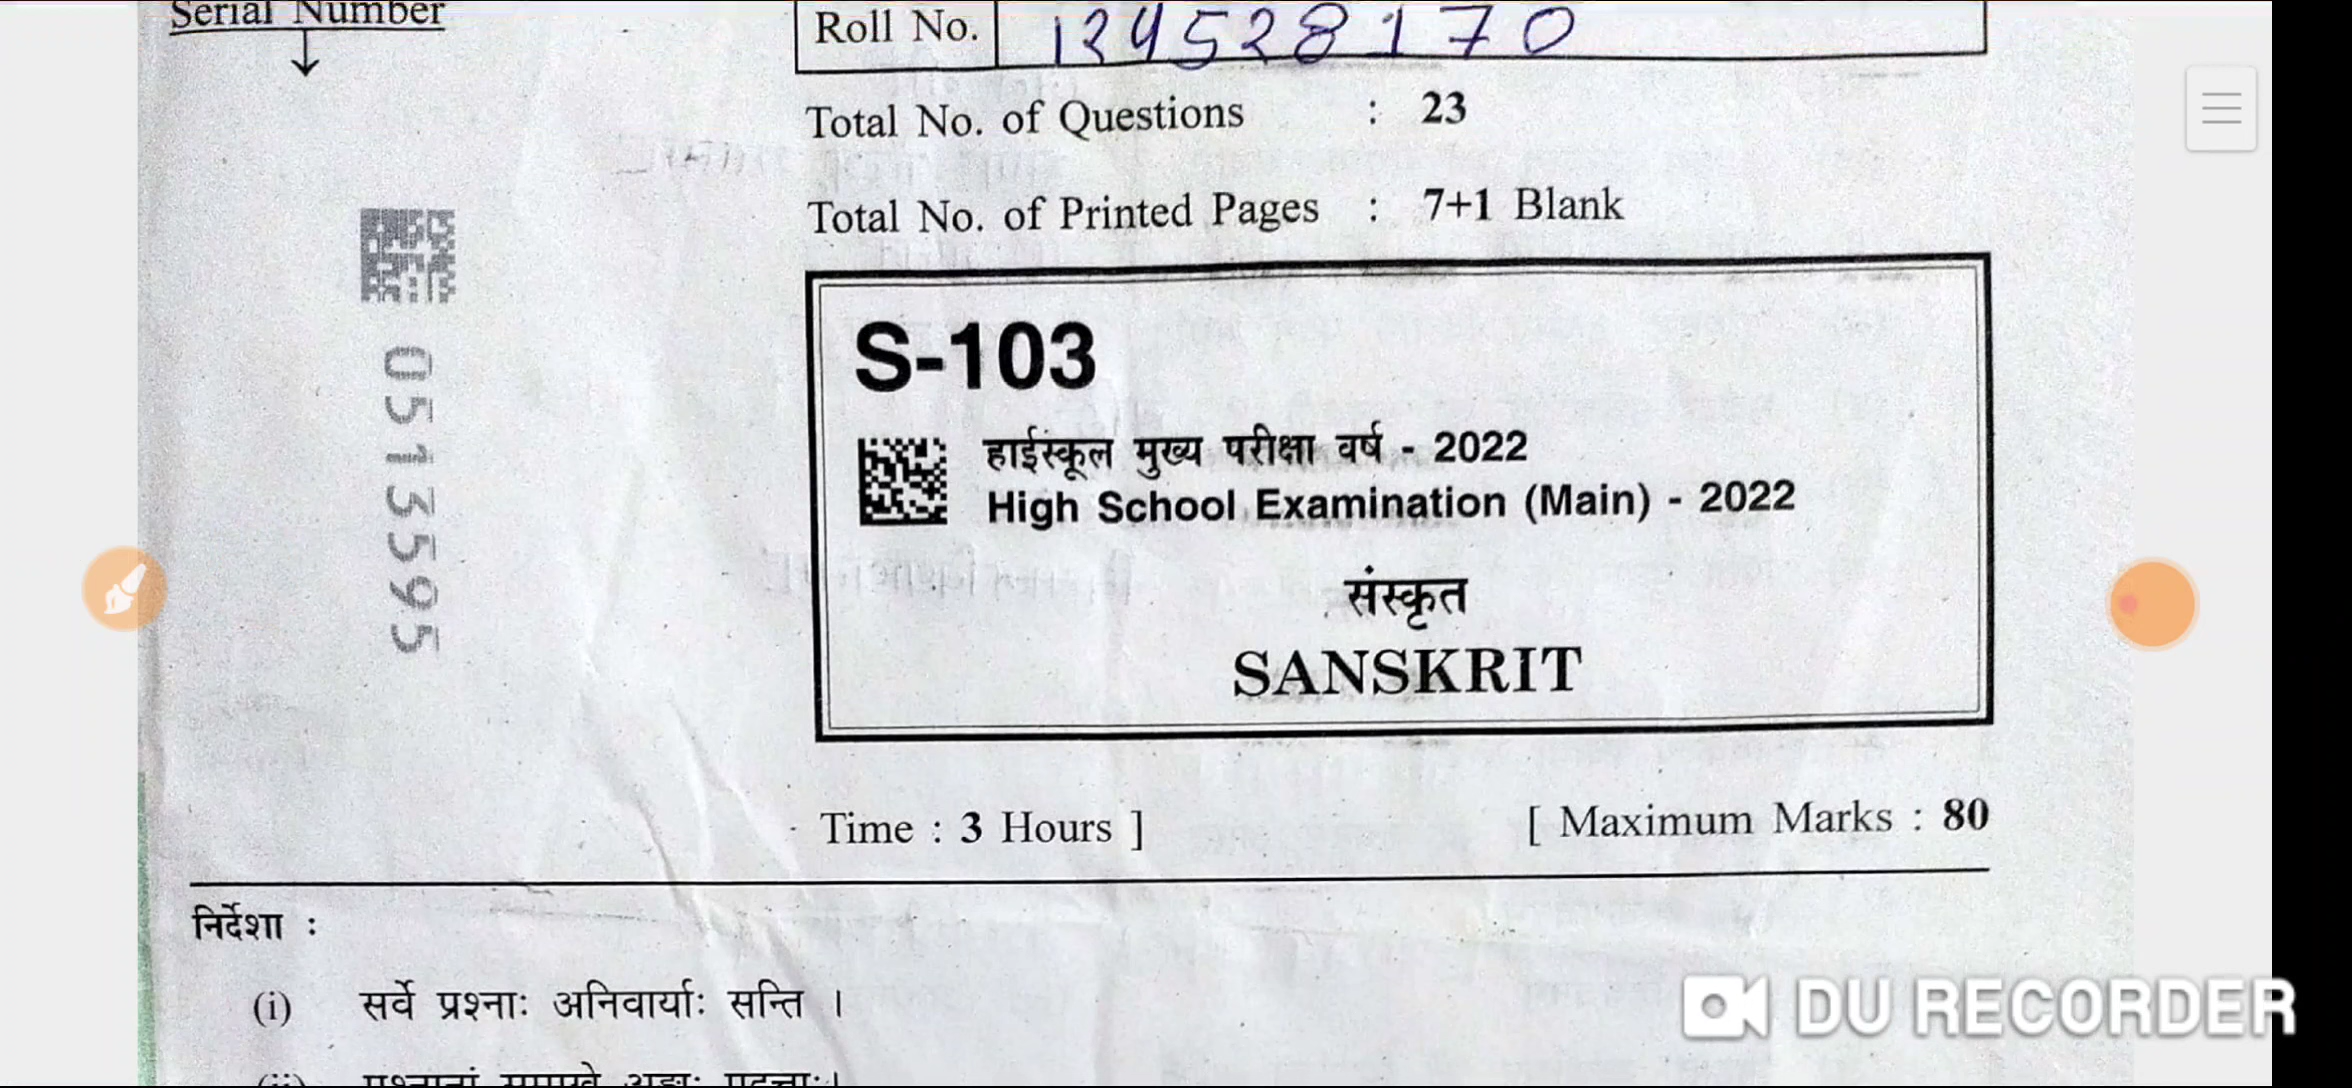 Serial Number
Roll No. 124528170
Total No. of Questions : 23
Total No. of Printed Pages : 7+1 Blank
0513595
S-103
हाईस्कूल मुख्य परीक्षा वर्ष - 2022
High School Examination (Main) - 2022
संस्कृत
SANSKRIT
Time : 3 Hours ] [ Maximum Marks : 80
निर्देशा :
(i) सर्वे प्रश्नाः अनिवार्याः सन्ति ।
DU RECORDER